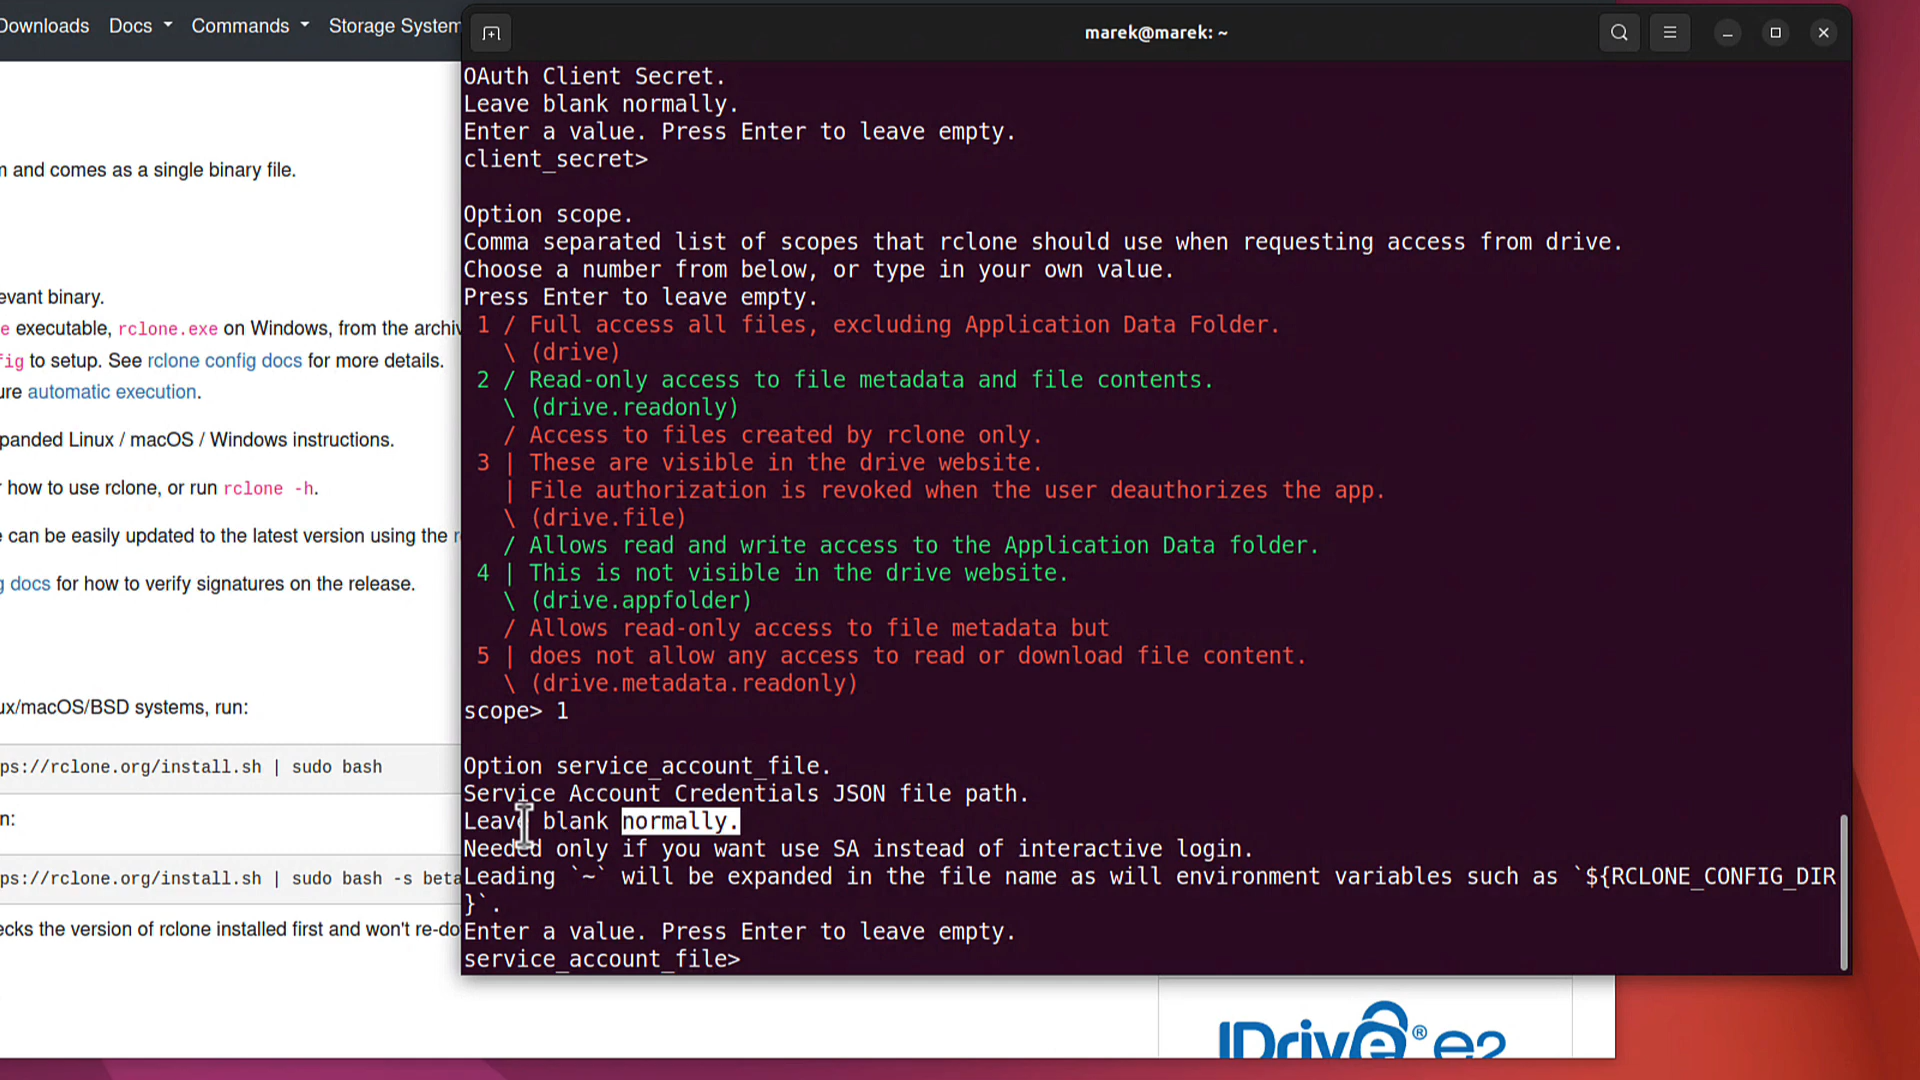 Downloads Docs Commands Storage System
n and comes as a single binary file.
evant binary.
e executable, rclone.exe on Windows, from the archiv
fig to setup. See rclone config docs for more details.
ure automatic execution.
panded Linux / macOS / Windows instructions.
r how to use rclone, or run rclone -h.
e can be easily updated to the latest version using the r
g docs for how to verify signatures on the release.
ux/macOS/BSD systems, run:
ps://rclone.org/install.sh | sudo bash
n:
ps://rclone.org/install.sh | sudo bash -s beta
ecks the version of rclone installed first and won't re-do
marek@marek: ~
OAuth Client Secret.
Leave blank normally.
Enter a value. Press Enter to leave empty.
client_secret>
Option scope.
Comma separated list of scopes that rclone should use when requesting access from drive.
Choose a number from below, or type in your own value.
Press Enter to leave empty.
1 / Full access all files, excluding Application Data Folder.
\ (drive)
2 / Read-only access to file metadata and file contents.
\ (drive.readonly)
/ Access to files created by rclone only.
3 | These are visible in the drive website.
| File authorization is revoked when the user deauthorizes the app.
\ (drive.file)
/ Allows read and write access to the Application Data folder.
4 | This is not visible in the drive website.
\ (drive.appfolder)
/ Allows read-only access to file metadata but
5 | does not allow any access to read or download file content.
\ (drive.metadata.readonly)
scope> 1
Option service_account_file.
Service Account Credentials JSON file path.
Leave blank normally.
Needed only if you want use SA instead of interactive login.
Leading `~` will be expanded in the file name as will environment variables such as `${RCLONE_CONFIG_DIR
}`.
Enter a value. Press Enter to leave empty.
service_account_file>
IDrive® e2